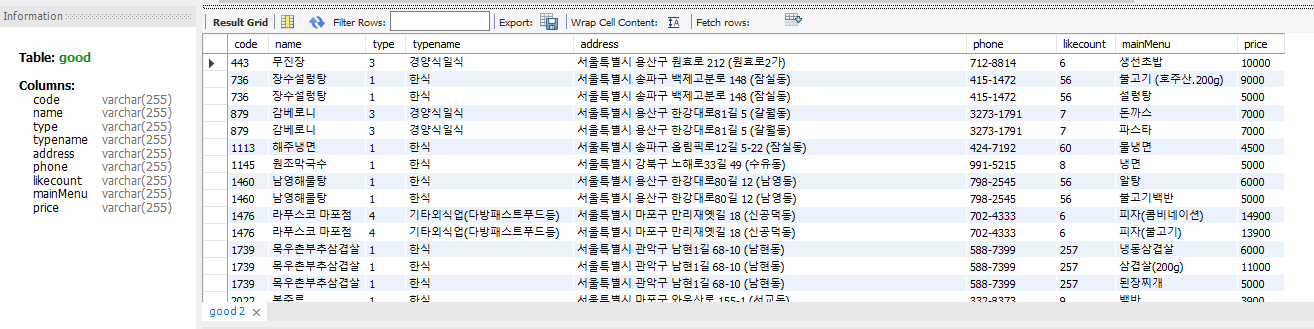 Information
Table: good
Columns:
code varchar(255)
name varchar(255)
type varchar(255)
typename varchar(255)
address varchar(255)
phone varchar(255)
likecount varchar(255)
mainMenu varchar(255)
price varchar(255)
Result Grid Filter Rows: Export: Wrap Cell Content: Fetch rows:
code name type typename address phone likecount mainMenu price
443 무진장 3 경양식일식 서울특별시 용산구 원효로 212 (원효로2가) 712-8814 6 생선초밥 10000
736 장수설렁탕 1 한식 서울특별시 송파구 백제고분로 148 (잠실동) 415-1472 56 불고기 (호주산,200g) 9000
736 장수설렁탕 1 한식 서울특별시 송파구 백제고분로 148 (잠실동) 415-1472 56 설렁탕 5000
879 감베로니 3 경양식일식 서울특별시 용산구 한강대로81길 5 (갈월동) 3273-1791 7 돈까스 7000
879 감베로니 3 경양식일식 서울특별시 용산구 한강대로81길 5 (갈월동) 3273-1791 7 파스타 7000
1113 해주냉면 1 한식 서울특별시 송파구 올림픽로12길 5-22 (잠실동) 424-7192 60 물냉면 4500
1145 원조막국수 1 한식 서울특별시 강북구 노해로33길 49 (수유동) 991-5215 8 냉면 5000
1460 남영해물탕 1 한식 서울특별시 용산구 한강대로80길 12 (남영동) 798-2545 56 알탕 6000
1460 남영해물탕 1 한식 서울특별시 용산구 한강대로80길 12 (남영동) 798-2545 56 불고기백반 5000
1476 라푸스코 마포점 4 기타외식업(다방패스트푸드등) 서울특별시 마포구 만리재옛길 18 (신공덕동) 702-4333 6 피자(콤비네이션) 14900
1476 라푸스코 마포점 4 기타외식업(다방패스트푸드등) 서울특별시 마포구 만리재옛길 18 (신공덕동) 702-4333 6 피자(불고기) 13900
1739 목우촌부추삼겹살 1 한식 서울특별시 관악구 남현1길 68-10 (남현동) 588-7399 257 냉동삼겹살 6000
1739 목우촌부추삼겹살 1 한식 서울특별시 관악구 남현1길 68-10 (남현동) 588-7399 257 삼겹살(200g) 11000
1739 목우촌부추삼겹살 1 한식 서울특별시 관악구 남현1길 68-10 (남현동) 588-7399 257 된장찌개 5000
2022 1 한식 서울특별시 마포구 와우산로 155-1 (서교동) 332-8373 9 백반 3900
good 2